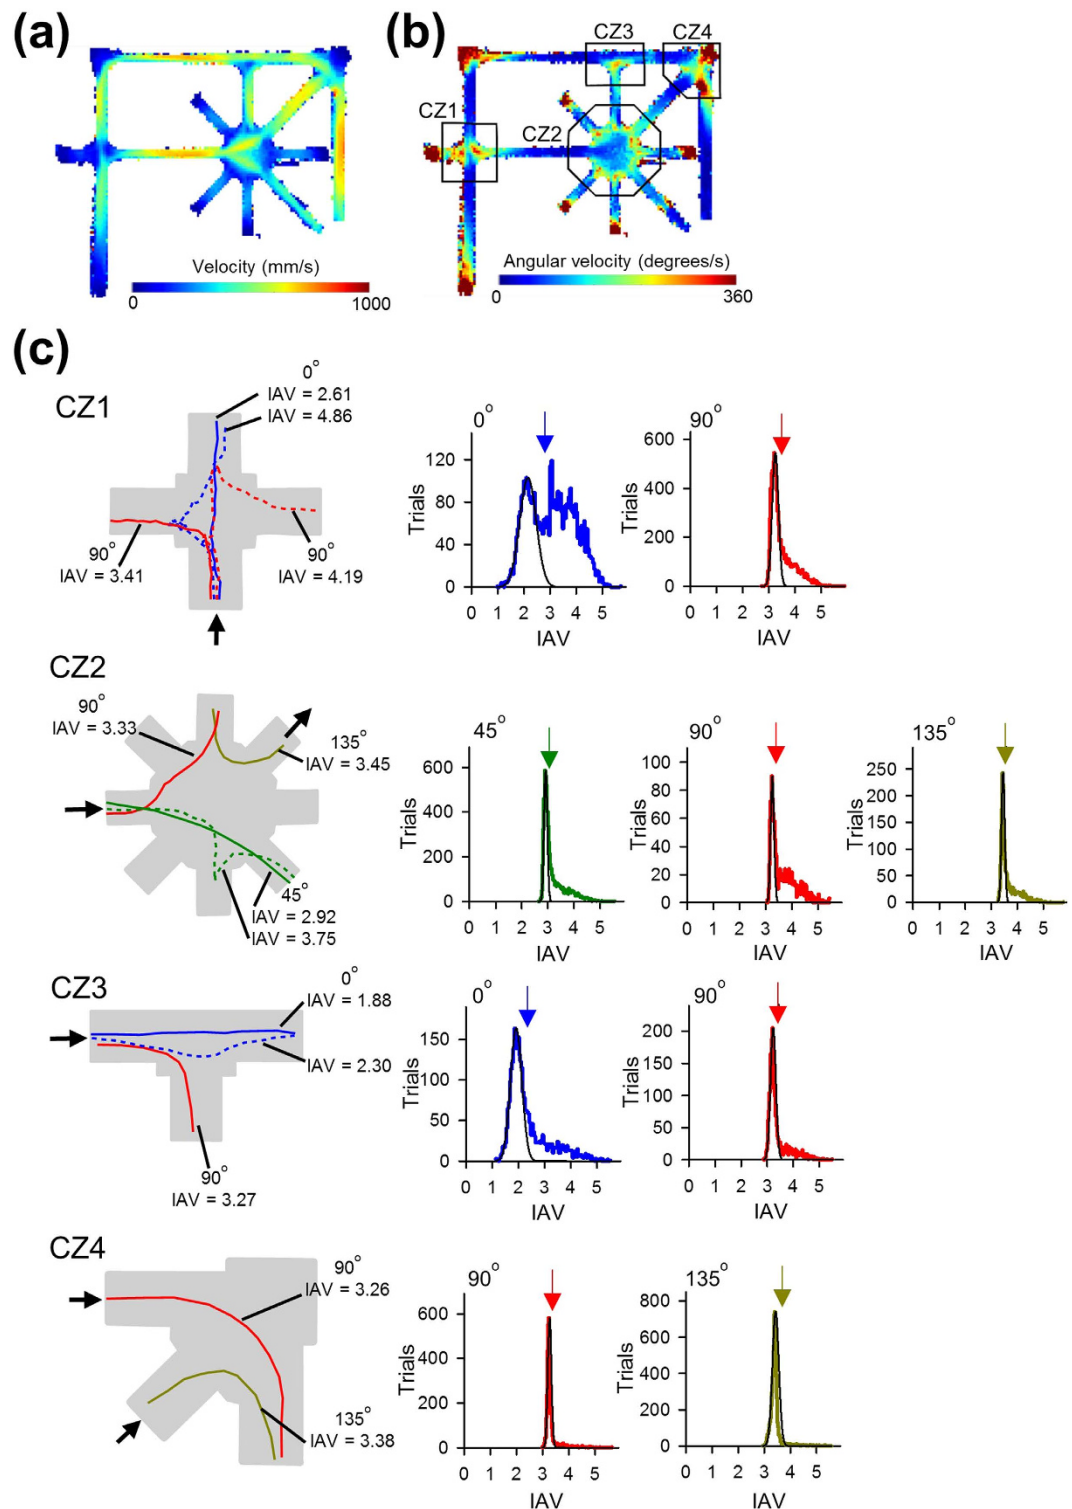 (a)
(b)
CZ3
CZ4
CZ1
CZ2
Velocity (mm/s)
0
1000
Angular velocity (degrees/s)
0
360
(c)
CZ1
0°
IAV = 2.61
IAV = 4.86
90°
IAV = 3.41
90°
IAV = 4.19
0°
120
80
40
0
Trials
0 1 2 3 4 5
IAV
90°
600
400
200
0
Trials
0 1 2 3 4 5
IAV
CZ2
90°
IAV = 3.33
135°
IAV = 3.45
45°
IAV = 2.92
IAV = 3.75
45°
600
400
200
0
Trials
0 1 2 3 4 5
IAV
90°
100
80
60
40
20
0
Trials
0 1 2 3 4 5
IAV
135°
250
200
150
100
50
0
Trials
0 1 2 3 4 5
IAV
CZ3
0°
IAV = 1.88
IAV = 2.30
90°
IAV = 3.27
0°
150
100
50
0
Trials
0 1 2 3 4 5
IAV
90°
200
150
100
50
0
Trials
0 1 2 3 4 5
IAV
CZ4
90°
IAV = 3.26
135°
IAV = 3.38
90°
600
400
200
0
Trials
0 1 2 3 4 5
IAV
135°
800
600
400
200
0
Trials
0 1 2 3 4 5
IAV